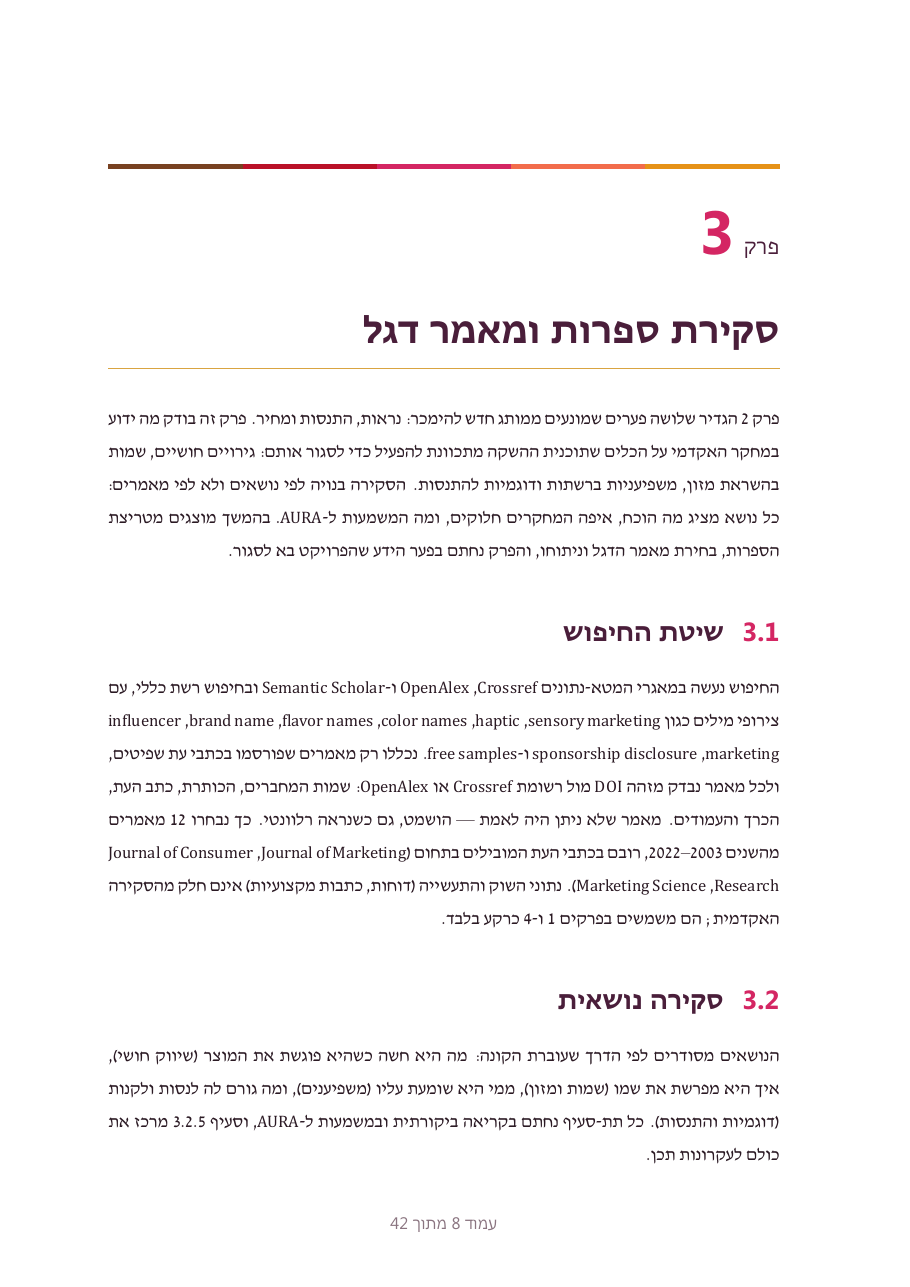 פרק 3
סקירת ספרות ומאמר דגל
פרק 2 הגדיר שלושה פערים שמונעים ממותג חדש להימכר: נראות, התנסות ומחיר. פרק זה בודק מה ידוע
במחקר האקדמי על הכלים שתוכנית ההשקה מתכוונת להפעיל כדי לסגור אותם: גירויים חושיים, שמות
בהשראת מזון, משפיעניות ברשתות ודוגמיות להתנסות. הסקירה בנויה לפי נושאים ולא לפי מאמרים:
כל נושא מציג מה הוכח, איפה המחקרים חלוקים, ומה המשמעות ל-AURA. בהמשך מוצגים מטריצת
הספרות, בחירת מאמר הדגל וניתוחו, והפרק נחתם בפער הידע שהפרויקט בא לסגור.
3.1 שיטת החיפוש
החיפוש נעשה במאגרי המטא-נתונים Crossref, OpenAlex ו-Semantic Scholar ובחיפוש רשת כללי, עם
צירופי מילים כגון sensory marketing, haptic, color names, flavor names, brand name, influencer
marketing, sponsorship disclosure ו-free samples. נכללו רק מאמרים שפורסמו בכתבי עת שפיטים,
ולכל מאמר נבדק מזהה DOI מול רשומת Crossref או OpenAlex: שמות המחברים, הכותרת, כתב העת,
הכרך והעמודים. מאמר שלא ניתן היה לאמת — הושמט, גם כשנראה רלוונטי. כך נבחרו 12 מאמרים
מהשנים 2003–2022, רובם בכתבי העת המובילים בתחום (Journal of Marketing, Journal of Consumer
Research, Marketing Science). נתוני השוק והתעשייה (דוחות, כתבות מקצועיות) אינם חלק מהסקירה
האקדמית; הם משמשים בפרקים 1 ו-4 כרקע בלבד.
3.2 סקירה נושאית
הנושאים מסודרים לפי הדרך שעוברת הקונה: מה היא חשה כשהיא פוגשת את המוצר (שיווק חושי),
איך היא מפרשת את שמו (שמות ומזון), ממי היא שומעת עליו (משפיענים), ומה גורם לה לנסות ולקנות
(דוגמיות והתנסות). כל תת-סעיף נחתם בקריאה ביקורתית ובמשמעות ל-AURA, וסעיף 3.2.5 מרכז את
כולם לעקרונות תכן.
עמוד 8 מתוך 42